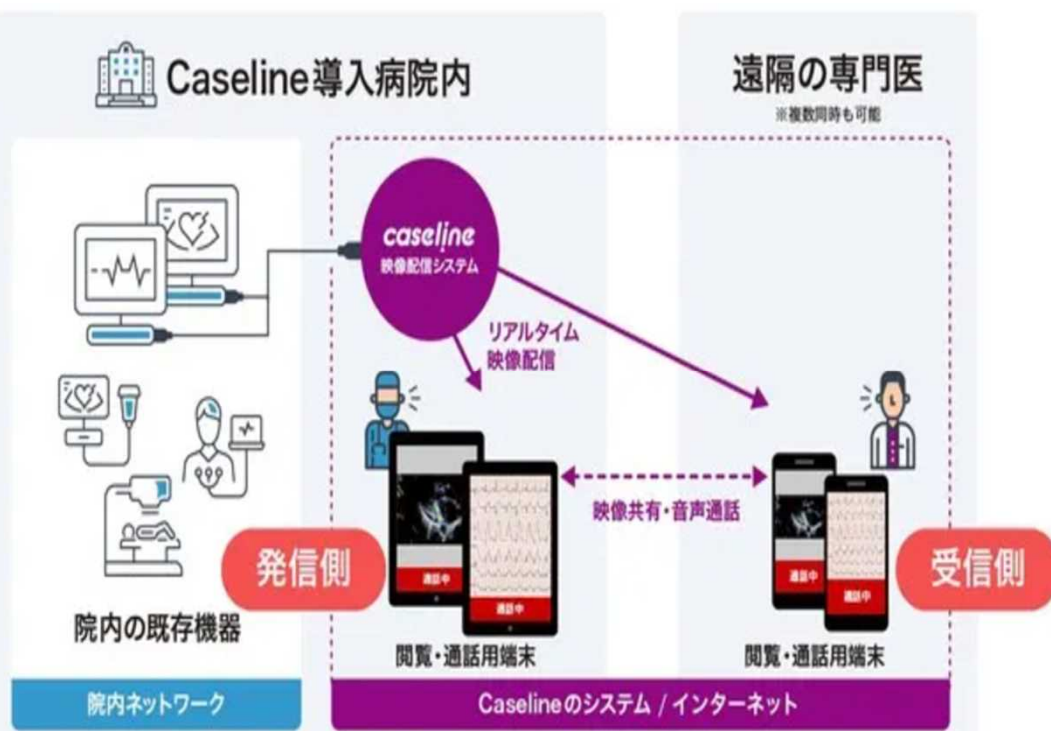 Caseline導入病院内
遠隔の専門医
※複数同時も可能
caseline
映像配信システム
リアルタイム
映像配信
映像共有・音声通話
発信側
通話中
通話中
通話中
通話中
受信側
院内の既存機器
閲覧・通話用端末
閲覧・通話用端末
院内ネットワーク
Caselineのシステム / インターネット